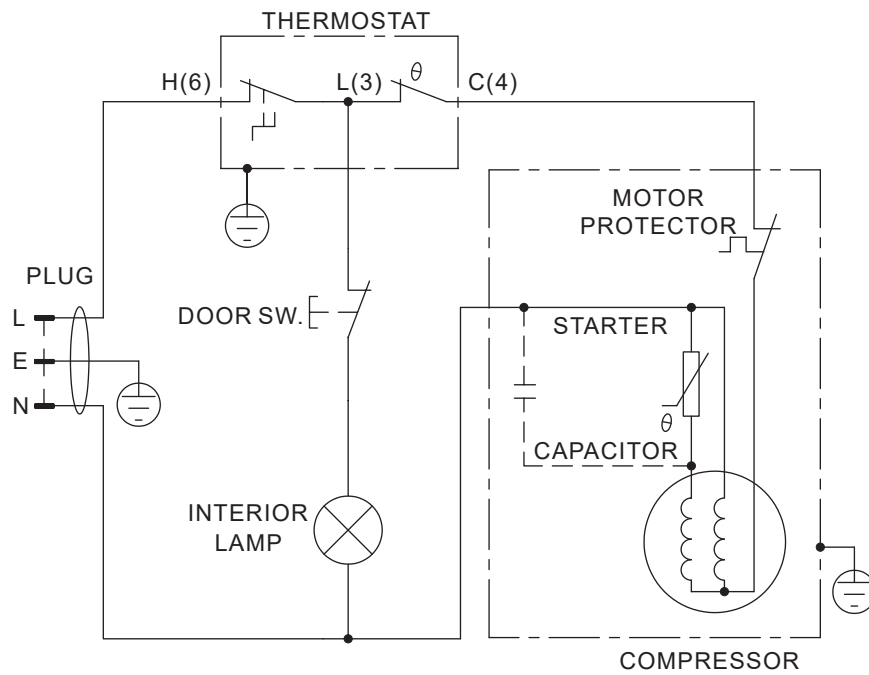 THERMOSTAT
H(6) L(3) θ C(4)
MOTOR
PROTECTOR
PLUG
L
DOOR SW.
STARTER
E
N
θ
CAPACITOR
INTERIOR
LAMP
COMPRESSOR